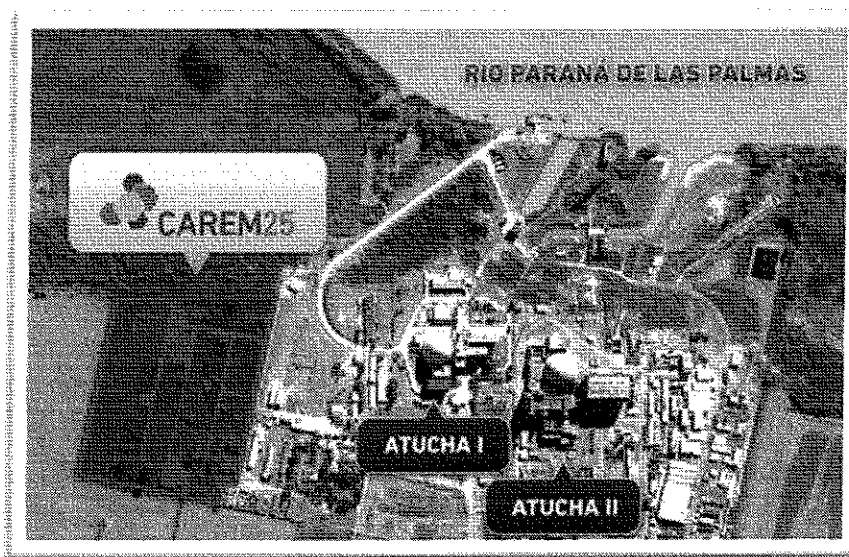 RIO PARANÁ DE LAS PALMAS
CAREM25
ATUCHA I
ATUCHA II